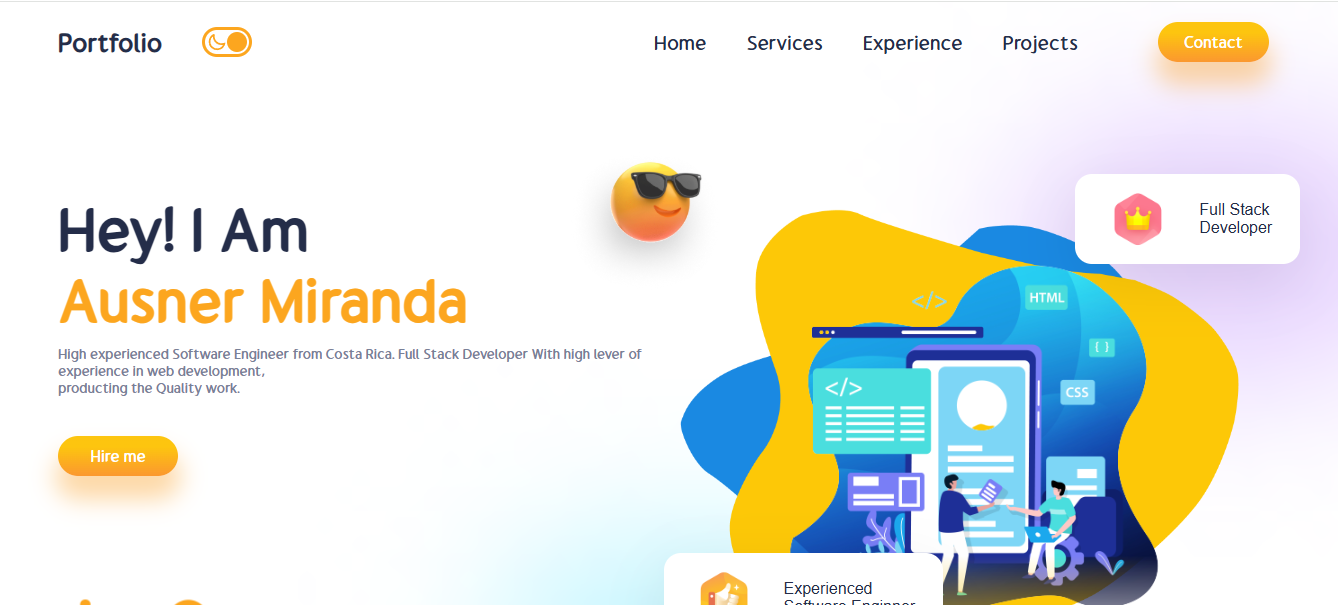 Portfolio
Home Services Experience Projects Contact
Hey! I Am
Ausner Miranda
High experienced Software Engineer from Costa Rica. Full Stack Developer With high lever of
experience in web development,
producting the Quality work.
Hire me
Full Stack
Developer
</>
HTML
{ }
</>
CSS
Experienced
Software Enginner